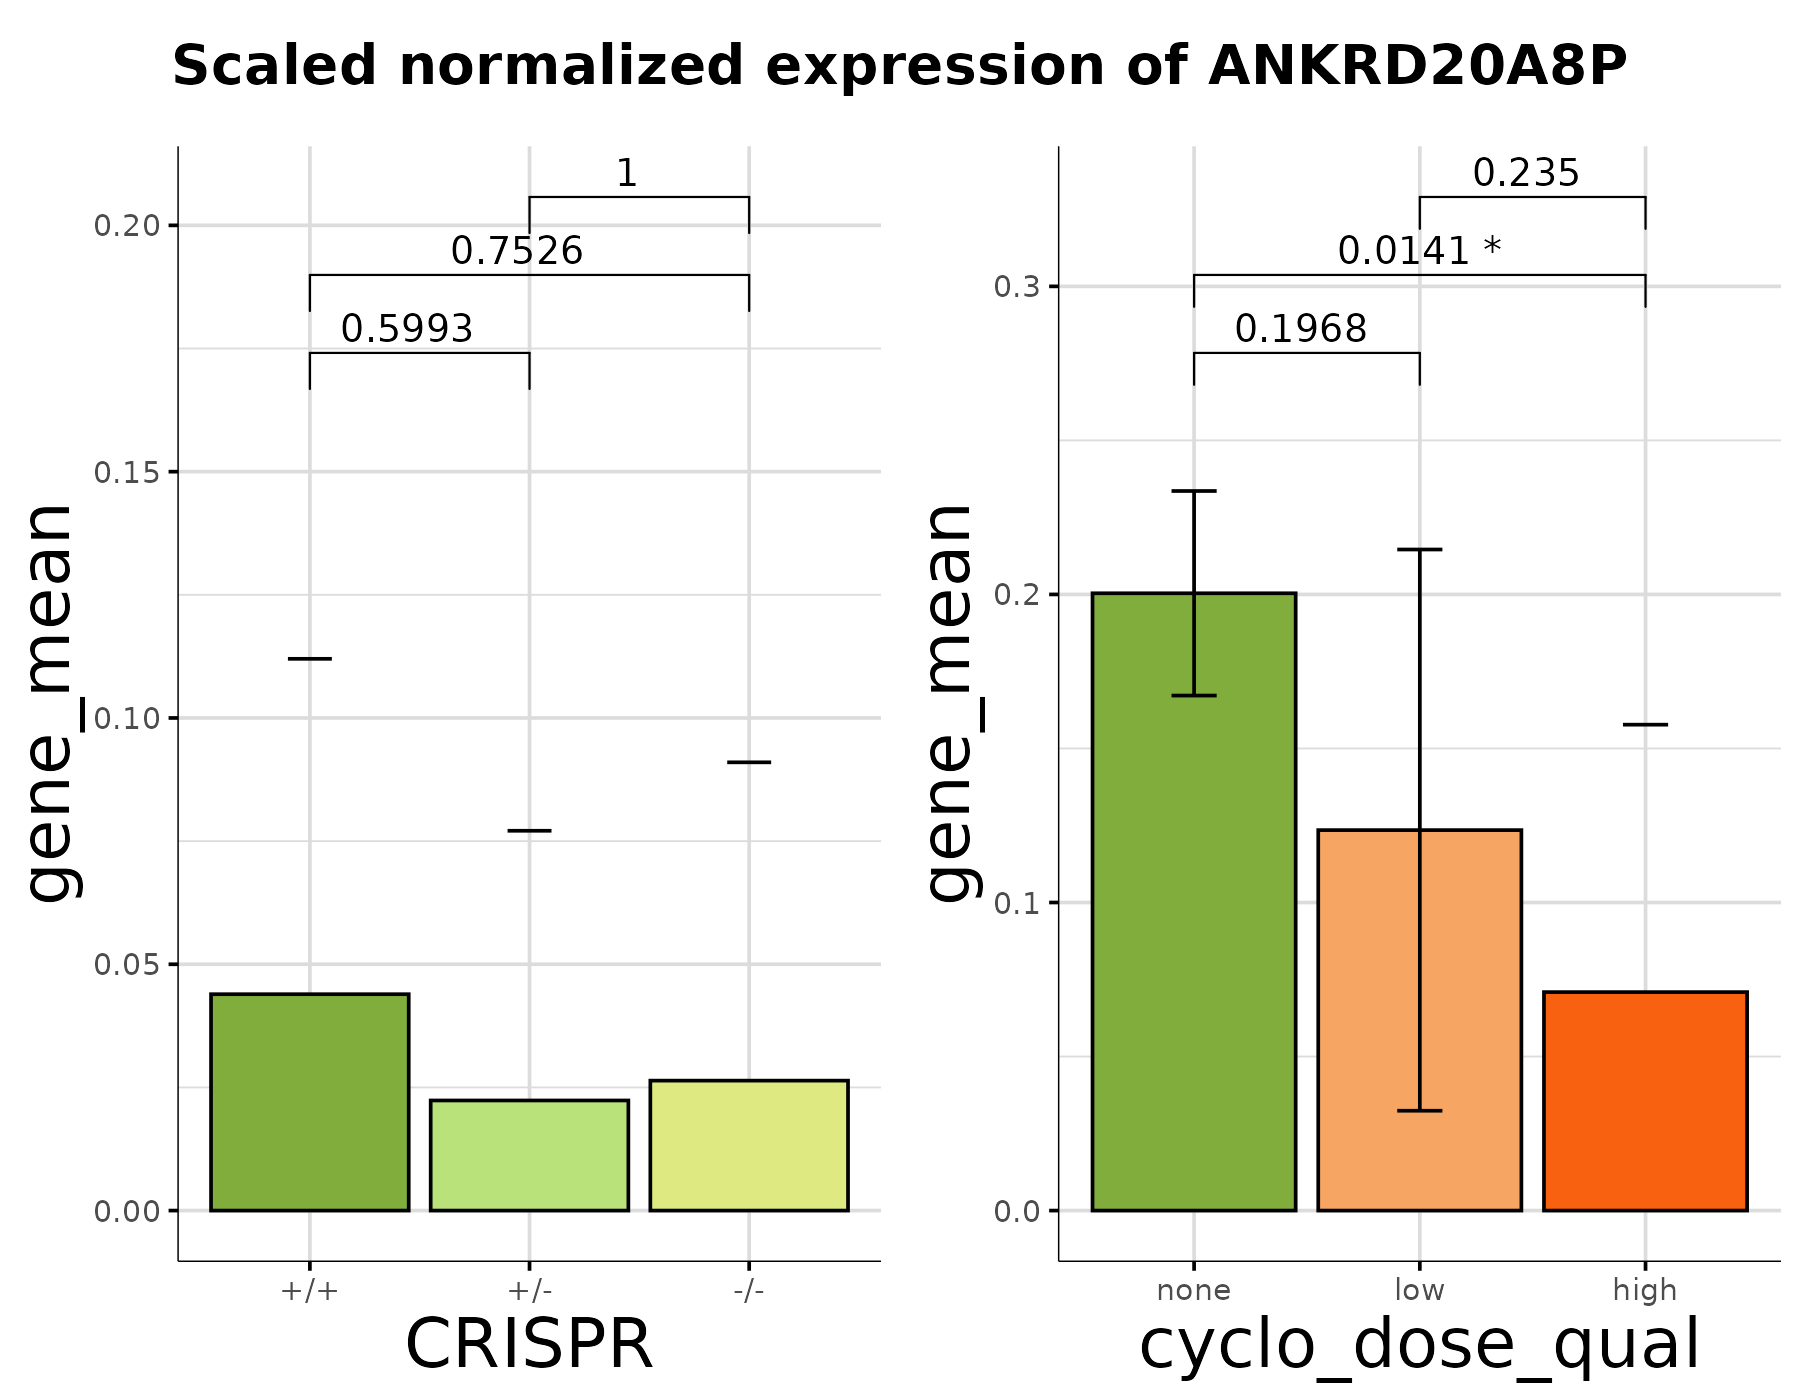 Scaled normalized expression of ANKRD20A8P
gene_mean
0.20
0.15
0.10
0.05
0.00
1
0.7526
0.5993
+/+ +/- -/-
CRISPR
gene_mean
0.3
0.2
0.1
0.0
0.235
0.0141 *
0.1968
none low high
cyclo_dose_qual